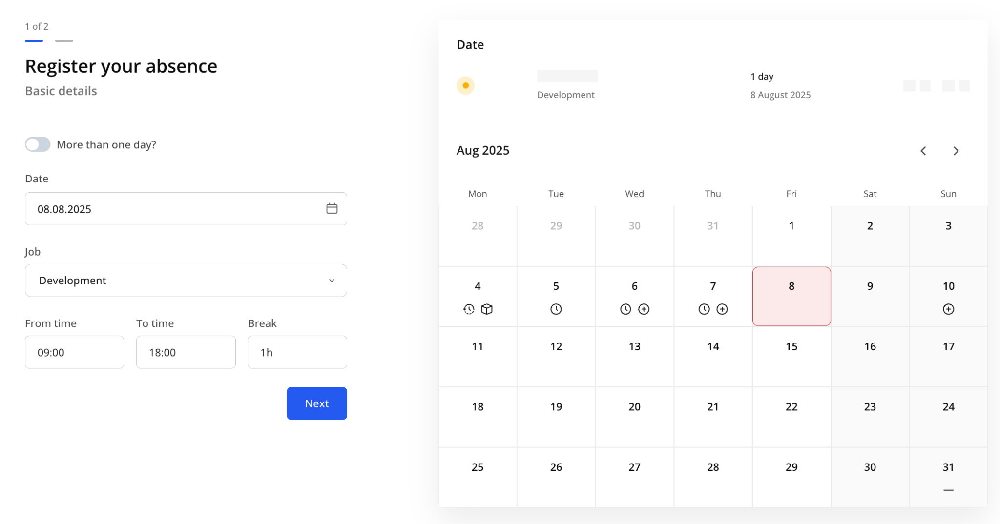 1 of 2
Register your absence
Basic details
More than one day?
Date
08.08.2025
Job
Development
From time To time Break
09:00 18:00 1h
Next
Date
1 day
Development 8 August 2025
Aug 2025
Mon Tue Wed Thu Fri Sat Sun
28 29 30 31 1 2 3
4 5 6 7 8 9 10
11 12 13 14 15 16 17
18 19 20 21 22 23 24
25 26 27 28 29 30 31